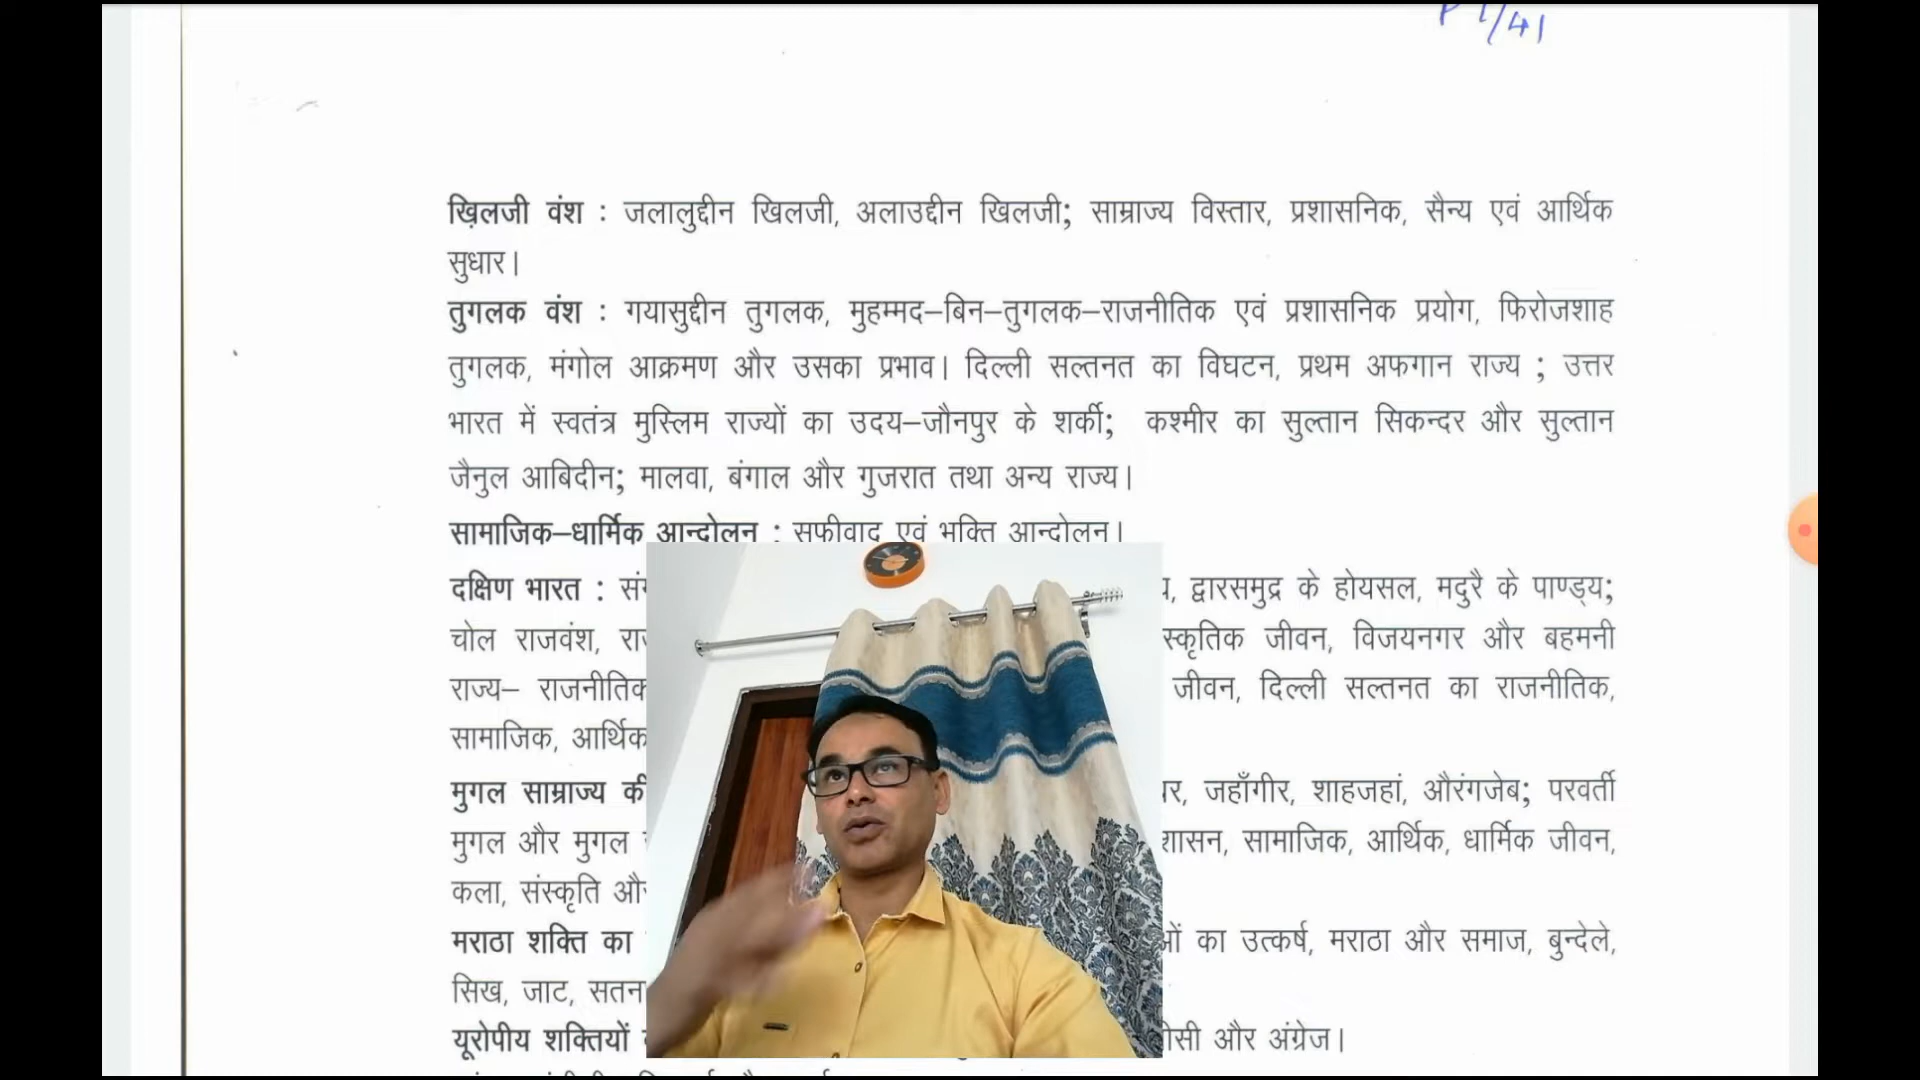 P 1/41
ख़िलजी वंश : जलालुद्दीन खिलजी, अलाउद्दीन खिलजी; साम्राज्य विस्तार, प्रशासनिक, सैन्य एवं आर्थिक
सुधार।
तुगलक वंश : गयासुद्दीन तुगलक, मुहम्मद–बिन–तुगलक–राजनीतिक एवं प्रशासनिक प्रयोग, फिरोजशाह
तुगलक, मंगोल आक्रमण और उसका प्रभाव। दिल्ली सल्तनत का विघटन, प्रथम अफगान राज्य ; उत्तर
भारत में स्वतंत्र मुस्लिम राज्यों का उदय–जौनपुर के शर्की; कश्मीर का सुल्तान सिकन्दर और सुल्तान
जैनुल आबिदीन; मालवा, बंगाल और गुजरात तथा अन्य राज्य।
सामाजिक–धार्मिक आन्दोलन : सूफीवाद एवं भक्ति आन्दोलन।
दक्षिण भारत : द्वारसमुद्र के होयसल, मदुरै के पाण्ड्य;
चोल राजवंश, जीवन, विजयनगर और बहमनी
राज्य– राजनीतिक जीवन, दिल्ली सल्तनत का राजनीतिक,
सामाजिक, आर्थिक
मुगल साम्राज्य की जहाँगीर, शाहजहां, औरंगजेब; परवर्ती
मुगल और मुगल सामाजिक, आर्थिक, धार्मिक जीवन,
कला, संस्कृति
मराठा शक्ति का का उत्कर्ष, मराठा और समाज, बुन्देले,
सिख, जाट,
यूरोपीय शक्तियों और अंग्रेज।